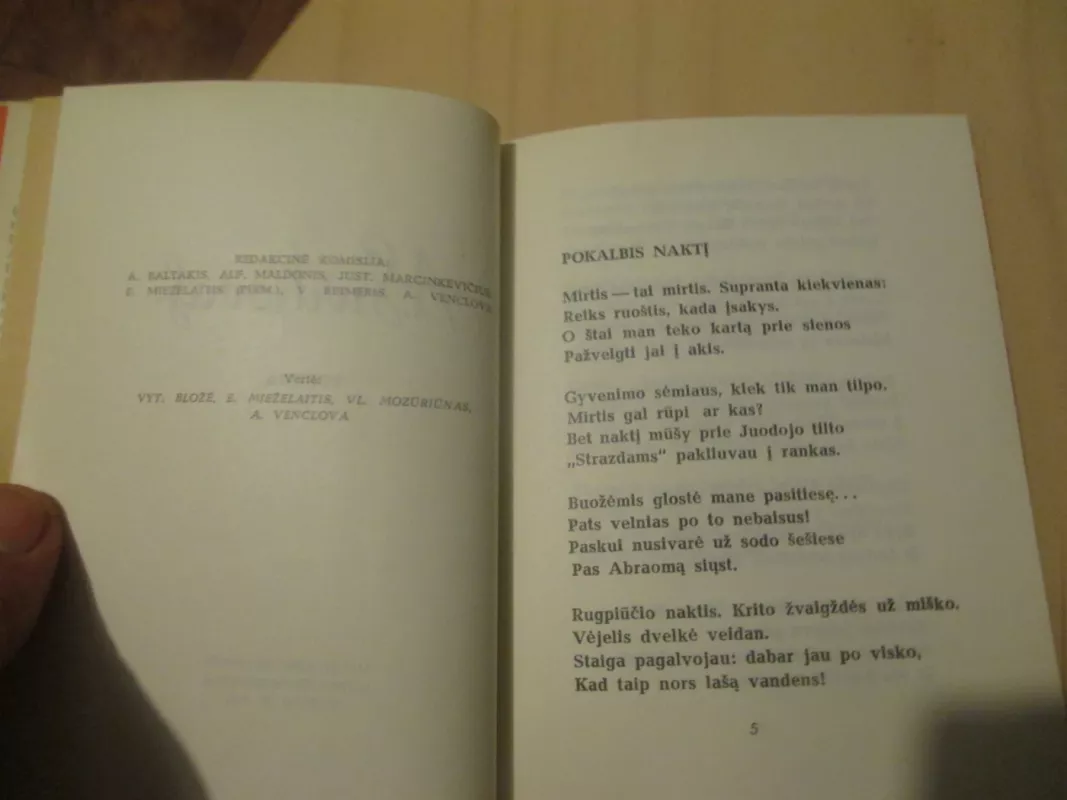 REDAKCINĖ KOMISIJA:
A. BALTAKIS, ALF. MALDONIS, JUST. MARCINKEVIČIUS,
E. MIEŽELAITIS (PIRM.), V. REIMERIS, A. VENCLOVA
Vertė:
VYT. BLOŽĖ, E. MIEŽELAITIS, VL. MOZŪRIŪNAS,
A. VENCLOVA
POKALBIS NAKTĮ
Mirtis — tai mirtis. Supranta kiekvienas:
Reiks ruoštis, kada įsakys.
O štai man teko kartą prie sienos
Pažvelgti jai į akis.
Gyvenimo sėmiaus, kiek tik man tilpo.
Mirtis gal rūpi ar kas?
Bet naktį mūšy prie Juodojo tilto
„Strazdams“ pakliuvau į rankas.
Buožėmis glostė mane pasitiesę...
Pats velnias po to nebaisus!
Paskui nusivarė už sodo šešiese
Pas Abraomą siųst.
Rugpiūčio naktis. Krito žvaigždės už miško.
Vėjelis dvelkė veidan.
Staiga pagalvojau: dabar jau po visko,
Kad taip nors lašą vandens!
5